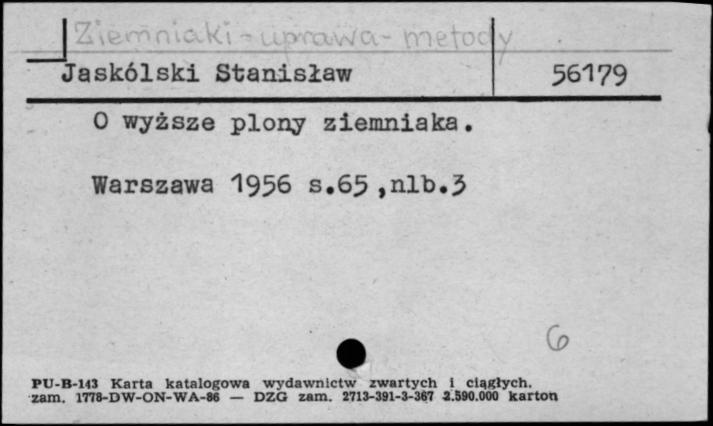 Ziemniaki - uprawa - metody
Jaskólski Stanisław 56179
O wyższe plony ziemniaka.
Warszawa 1956 s.65,nlb.3
6
PU-B-143 Karta katalogowa wydawnictw zwartych i ciągłych.
zam. 1778-DW-ON-WA-86 — DZG zam. 2713-391-3-367 2.590.000 karton